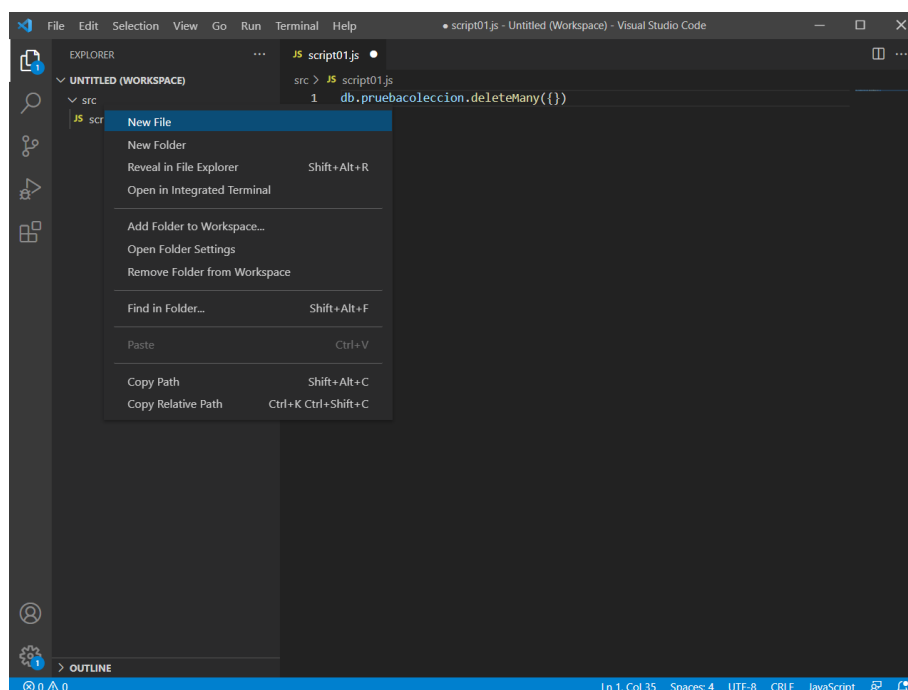 File Edit Selection View Go Run Terminal Help ● script01.js - Untitled (Workspace) - Visual Studio Code
EXPLORER ···
JS script01.js ●
UNTITLED (WORKSPACE)
src > JS script01.js
src
1 db.pruebacoleccion.deleteMany({})
JS scr
New File
New Folder
Reveal in File Explorer Shift+Alt+R
Open in Integrated Terminal
Add Folder to Workspace...
Open Folder Settings
Remove Folder from Workspace
Find in Folder... Shift+Alt+F
Paste Ctrl+V
Copy Path Shift+Alt+C
Copy Relative Path Ctrl+K Ctrl+Shift+C
1
1
OUTLINE
0 0 Ln 1, Col 35 Spaces: 4 UTF-8 CRLF JavaScript